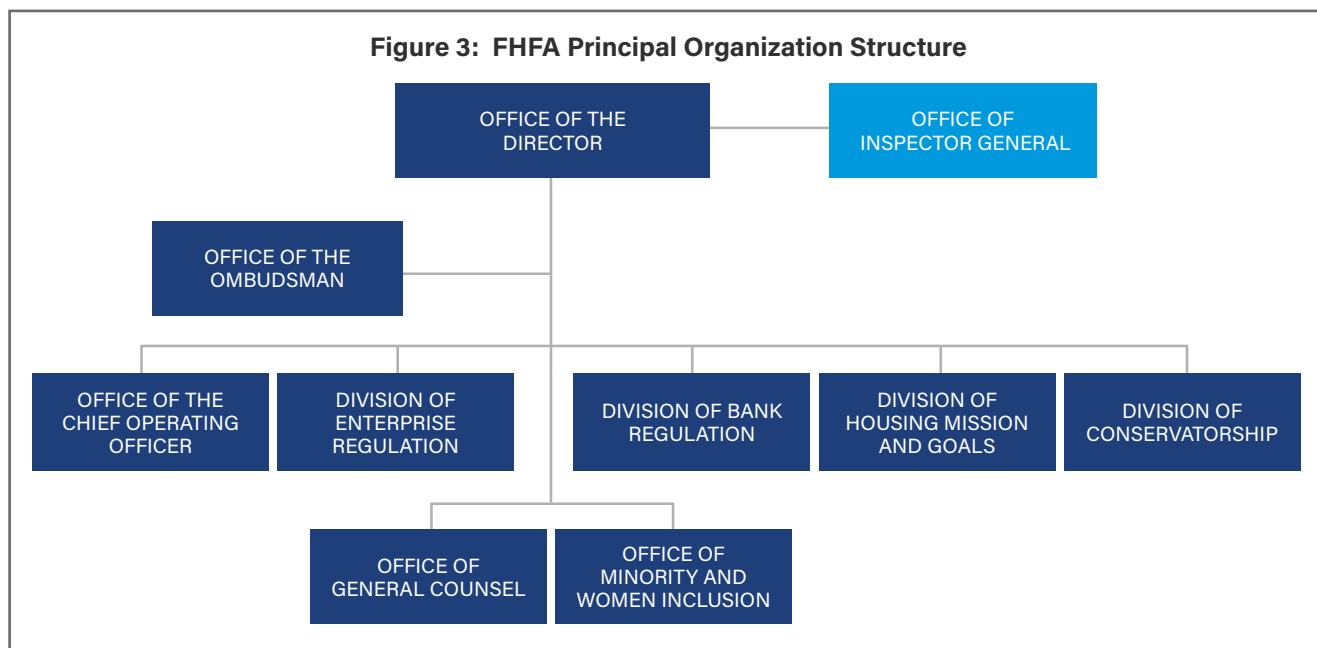 Figure 3: FHFA Principal Organization Structure
OFFICE OF THE
DIRECTOR
OFFICE OF
INSPECTOR GENERAL
OFFICE OF THE
OMBUDSMAN
OFFICE OF THE
CHIEF OPERATING
OFFICER
DIVISION OF
ENTERPRISE
REGULATION
DIVISION OF BANK
REGULATION
DIVISION OF
HOUSING MISSION
AND GOALS
DIVISION OF
CONSERVATORSHIP
OFFICE OF
GENERAL COUNSEL
OFFICE OF
MINORITY AND
WOMEN INCLUSION